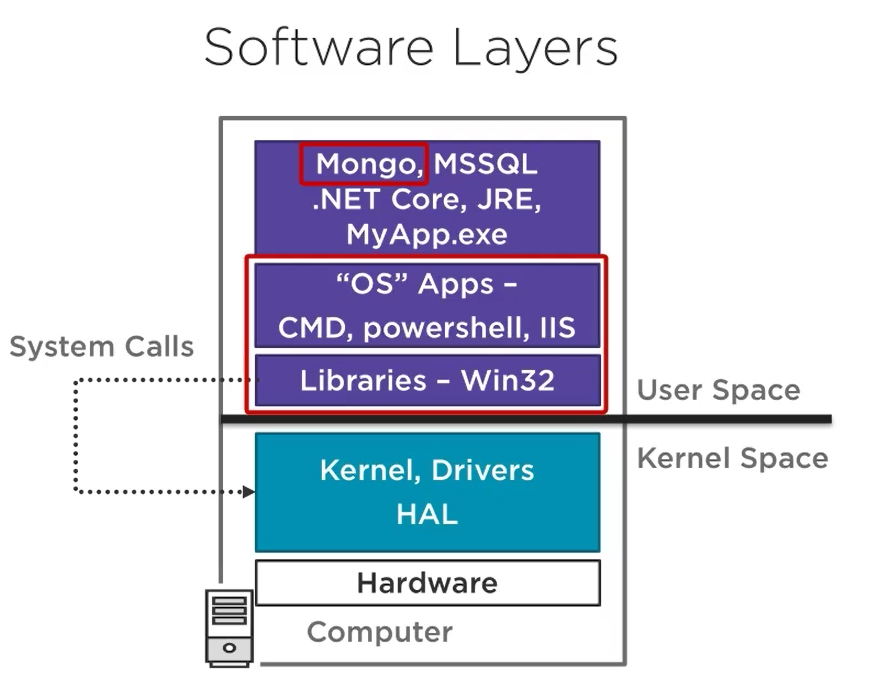 Software Layers
Mongo, MSSQL
.NET Core, JRE,
MyApp.exe
“OS” Apps –
CMD, powershell, IIS
System Calls
Libraries – Win32
User Space
Kernel Space
Kernel, Drivers
HAL
Hardware
Computer